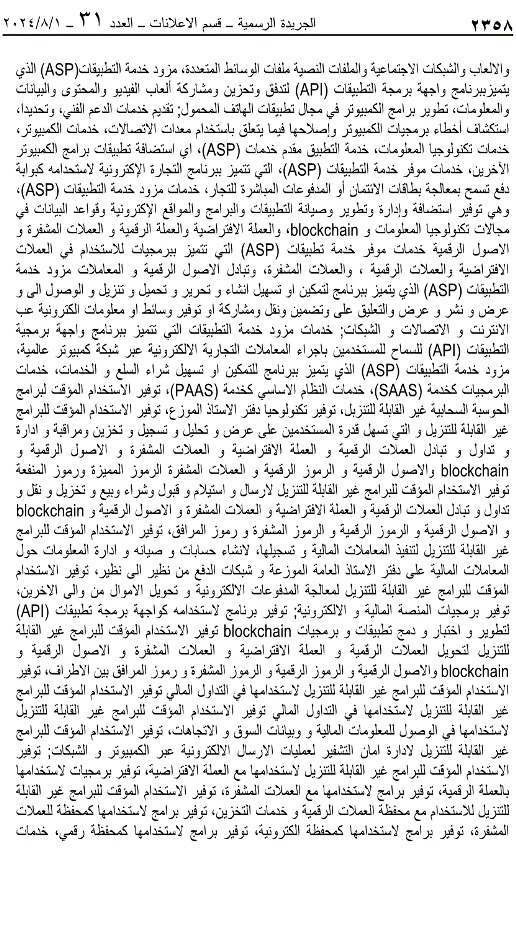 ٢٣٥٨ الجريدة الرسمية ــ قسم الاعلانات ــ العدد ٣١ ــ ٢٠٢٤/٨/١
والالعاب والشبكات الاجتماعية والملفات النصية ملفات الوسائط المتعددة، مزود خدمة التطبيقات(ASP) الذي
يتميزببرنامج واجهة برمجة التطبيقات (API) لتدفق وتخزين ومشاركة ألعاب الفيديو والمحتوى والبيانات
والمعلومات، تطوير برامج الكمبيوتر في مجال تطبيقات الهاتف المحمول; تقديم خدمات الدعم الفني، وتحديدا،
استكشاف أخطاء برمجيات الكمبيوتر وإصلاحها فيما يتعلق باستخدام معدات الاتصالات، خدمات الكمبيوتر،
خدمات تكنولوجيا المعلومات، خدمة التطبيق مقدم خدمات (ASP)، اي استضافة تطبيقات برامج الكمبيوتر
الآخرين، خدمات موفر خدمة التطبيقات (ASP)، التي تتميز ببرنامج التجارة الإلكترونية لاستخدامه كبوابة
دفع تسمح بمعالجة بطاقات الائتمان أو المدفوعات المباشرة للتجار، خدمات مزود خدمة التطبيقات (ASP)،
وهي توفير استضافة وإدارة وتطوير وصيانة التطبيقات والبرامج والمواقع الإلكترونية وقواعد البيانات في
مجالات تكنولوجيا المعلومات و blockchain، والعملة الافتراضية والعملة الرقمية و العملات المشفرة و
الاصول الرقمية خدمات موفر خدمة تطبيقات (ASP) التي تتميز ببرمجيات للاستخدام في العملات
الافتراضية والعملات الرقمية ، والعملات المشفرة، وتبادل الاصول الرقمية و المعاملات مزود خدمة
التطبيقات (ASP) الذي يتميز ببرنامج لتمكين او تسهيل انشاء و تحرير و تحميل و تنزيل و الوصول الى و
عرض و نشر و عرض والتعليق على وتضمين ونقل ومشاركة او توفير وسائط او معلومات الكترونية عب
الانترنت و الاتصالات و الشبكات; خدمات مزود خدمة التطبيقات التي تتميز ببرنامج واجهة برمجية
التطبيقات (API) للسماح للمستخدمين باجراء المعاملات التجارية الالكترونية عبر شبكة كمبيوتر عالمية،
مزود خدمة التطبيقات (ASP) الذي يتميز ببرنامج للتمكين او تسهيل شراء السلع و الخدمات، خدمات
البرمجيات كخدمة (SAAS)، خدمات النظام الاساسي كخدمة (PAAS)، توفير الاستخدام المؤقت لبرامج
الحوسبة السحابية غير القابلة للتنزبل، توفير تكنولوحيا دفتر الاستاذ الموزع، توفير الاستخدام المؤقت للبرامج
غير القابلة للتنزيل و التي تسهل قدرة المستخدمين على عرض و تحليل و تسجيل و تخزين ومراقبة و ادارة
و تداول و تبادل العملات الرقمية و العملة الافتراضية و العملات المشفرة و الاصول الرقمية و
blockchain والاصول الرقمية و الرموز الرقمية و العملات المشفرة الرموز المميزة ورموز المنفعة
توفير الاستخدام المؤقت للبرامج غير القابلة للتنزيل لارسال و استيلام و قبول وشراء وبيع و تخزيل و نقل و
تداول و تبادل العملات الرقمية و العملة الافتراضية و العملات المشفرة و الاصول الرقمية و blockchain
و الاصول الرقمية و الرموز الرقمية و الرموز المشفرة و رموز المرافق، توفير الاستخدام المؤقت للبرامج
غير القابلة للتنزيل لتنفيذ المعاملات المالية و تسجيلها، لانشاء حسابات و صيانه و ادارة المعلومات حول
المعاملات المالية على دفتر الاستاذ العامة الموزعة و شبكات الدفع من نظير الى نظير، توفير الاستخدام
المؤقت للبرامج غير القابلة للتنزيل لمعالجة المدفوعات الالكترونية و تحويل الاموال من والى الاخرين،
توفير برمجيات المنصة المالية و الالكترونية; توفير برنامج لاستخدامه كواجهة برمجة تطبيقات (API)
لتطوير و اختبار و دمج تطبيقات و برمجيات blockchain توفير الاستخدام المؤقت للبرامج غير القابلة
للتنزيل لتحويل العملات الرقمية و العملة الافتراضية و العملات المشفرة و الاصول الرقمية و
blockchain والاصول الرقمية و الرموز الرقمية و الرموز المشفرة و رموز المرافق بين الاطراف، توفير
الاستخدام المؤقت للبرامج غير القابلة للتنزيل لاستخدامها في التداول المالي توفير الاستخدام المؤقت للبرامج
غير القابلة للتنزيل لاستخدامها في التداول المالي توفير الاستخدام المؤقت للبرامج غير القابلة للتنزيل
لاستخدامها في الوصول للمعلومات المالية و وبيانات السوق و الاتجاهات، توفير الاستخدام المؤقت للبرامج
غير القابلة للتنزيل لادارة امان التشفير لعمليات الارسال الالكترونية عبر الكمبيوتر و الشبكات; توفير
الاستخدام المؤقت للبرامج غير القابلة للتنزيل لاستخدامها مع العملة الافتراضية، توفير برمجيات لاستخدامها
بالعملة الرقمية، توفير برامج لاستخدامها مع العملات المشفرة، توفير الاستخدام المؤقت للبرامج غير القابلة
للتنزيل للاستخدام مع محفظة العملات الرقمية و خدمات التخزين، توفير برامج لاستخدامها كمحفظة للعملات
المشفرة، توفير برامج لاستخدامها كمحفظة الكترونية، توفير برامج لاستخدامها كمحفظة رقمي، خدمات